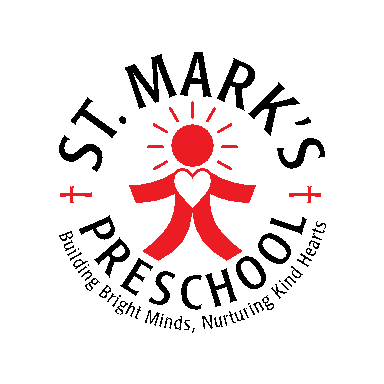 ST. MARK'S
PRESCHOOL
Building Bright Minds, Nurturing Kind Hearts